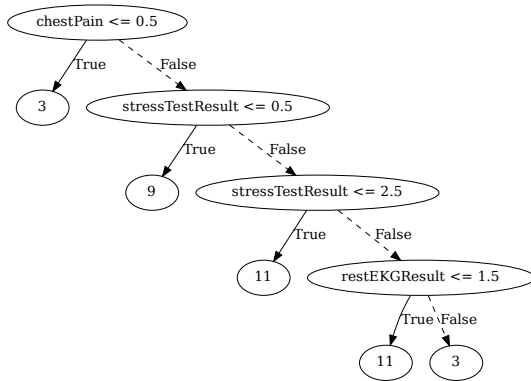 chestPain <= 0.5
True
False
3
stressTestResult <= 0.5
True
False
9
stressTestResult <= 2.5
True
False
11
restEKGResult <= 1.5
True
False
11
3